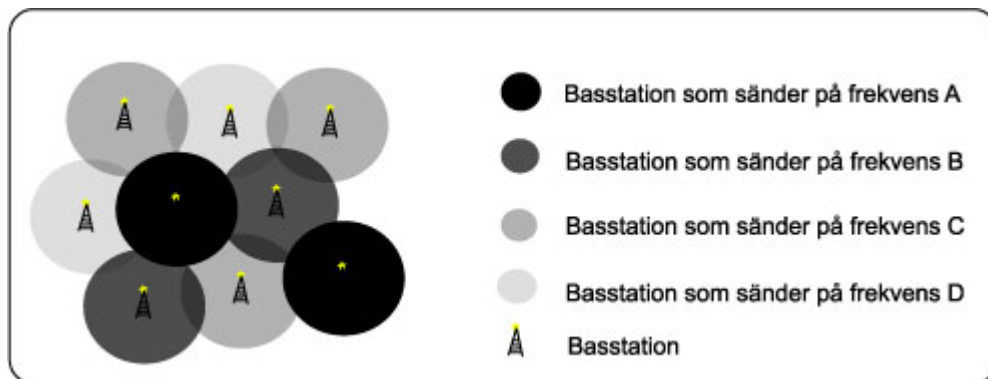 Basstation som sänder på frekvens A
Basstation som sänder på frekvens B
Basstation som sänder på frekvens C
Basstation som sänder på frekvens D
Basstation